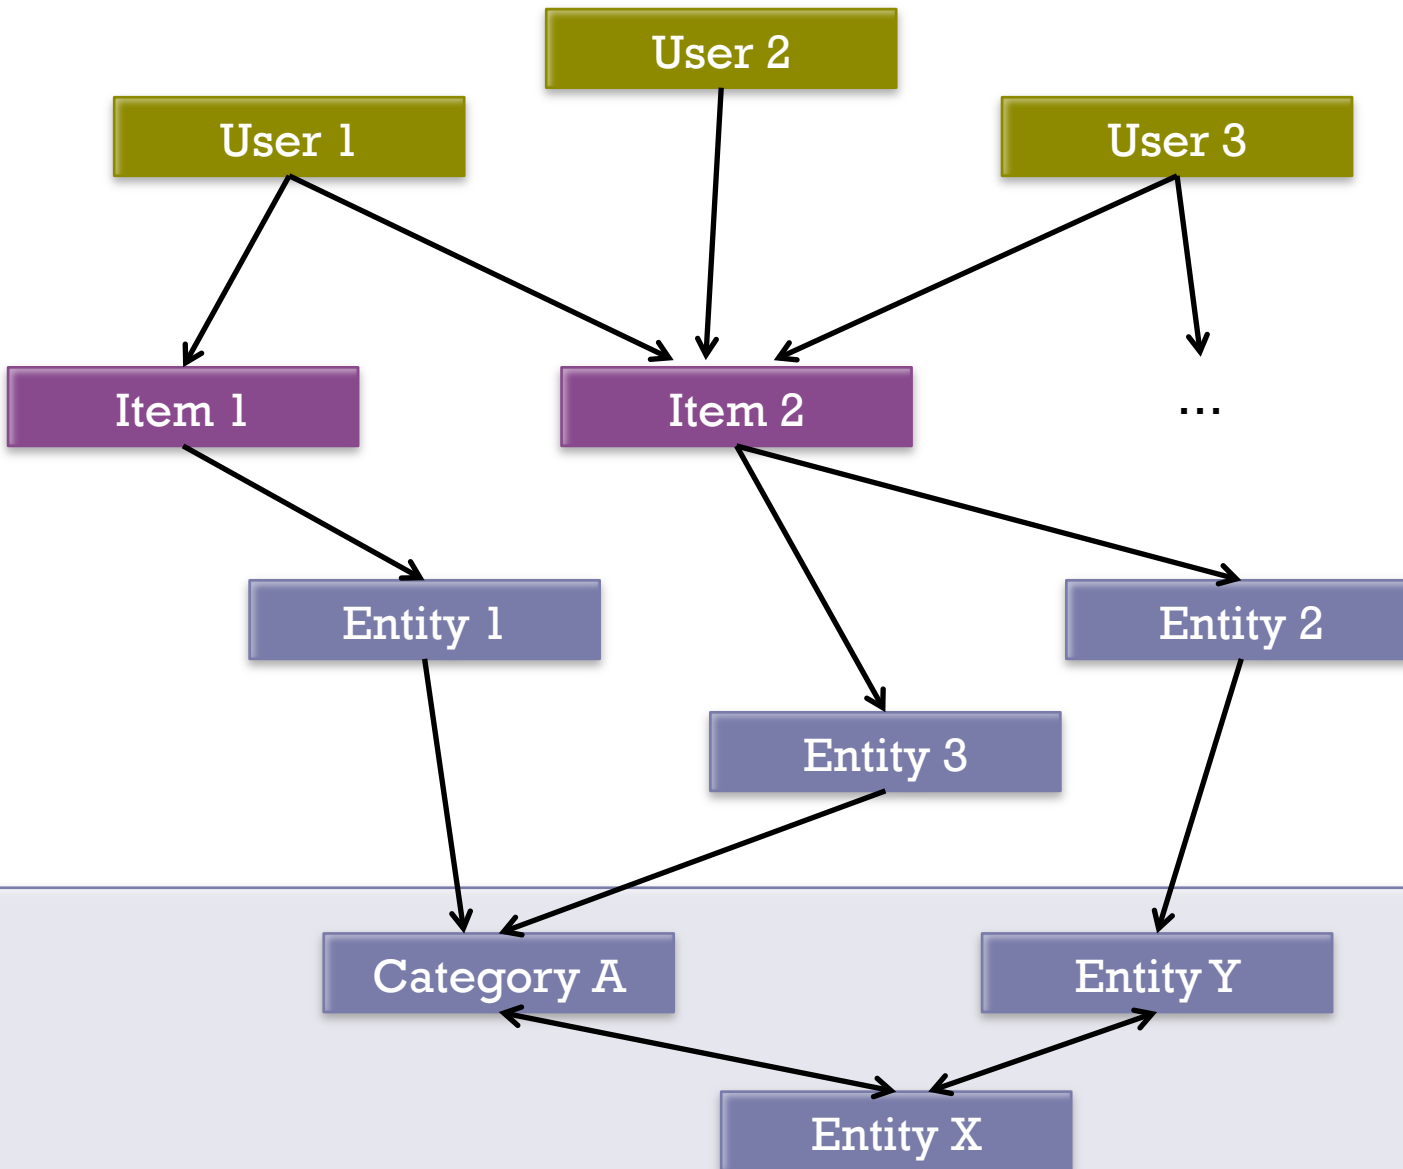 User 2
User 1
User 3
Item 1
Item 2
...
Entity 1
Entity 2
Entity 3
Category A
Entity Y
Entity X